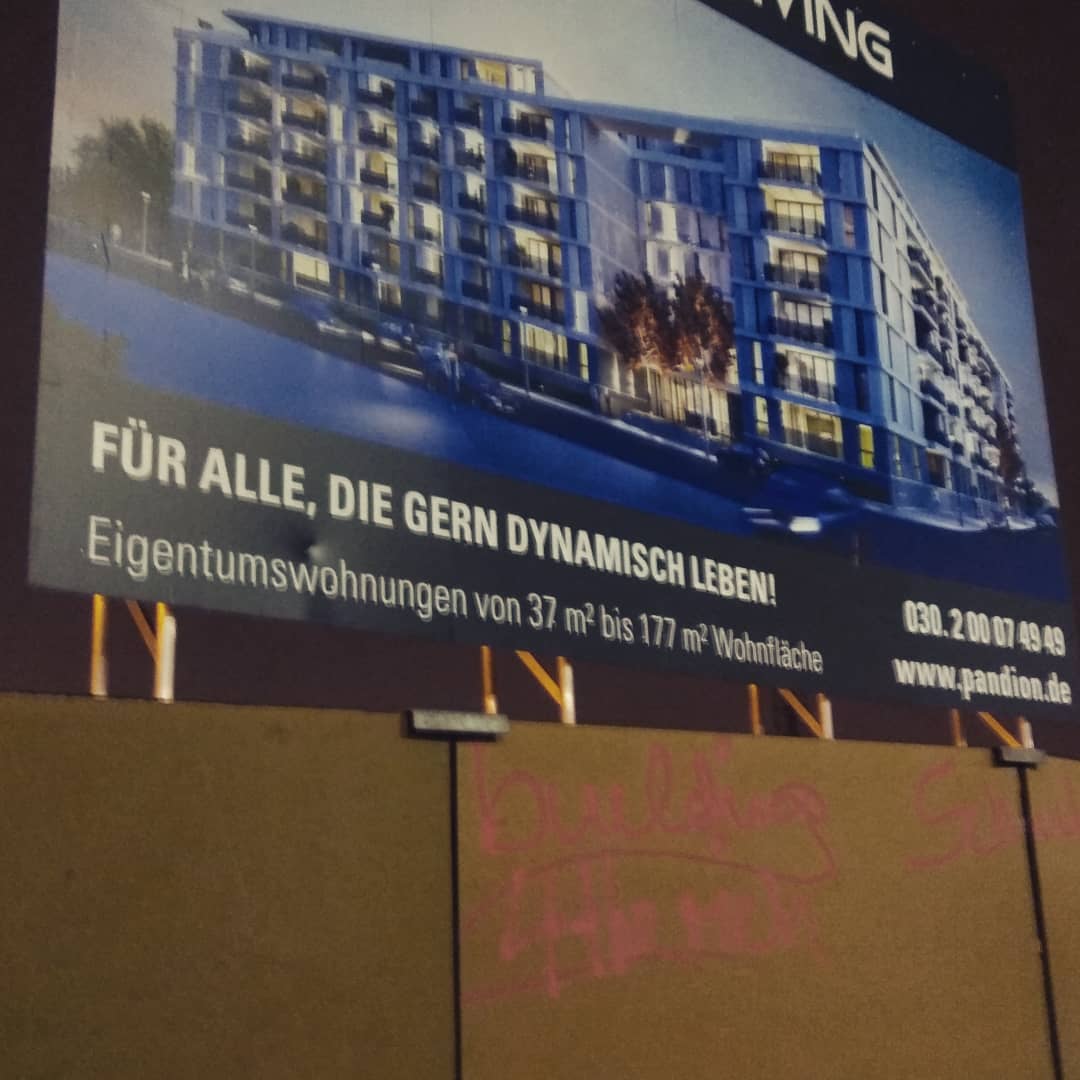 FÜR ALLE, DIE GERN DYNAMISCH LEBEN!
Eigentumswohnungen von 37 m² bis 177 m² Wohnfläche
030. 2 00 07 49 49
www.pandion.de
building